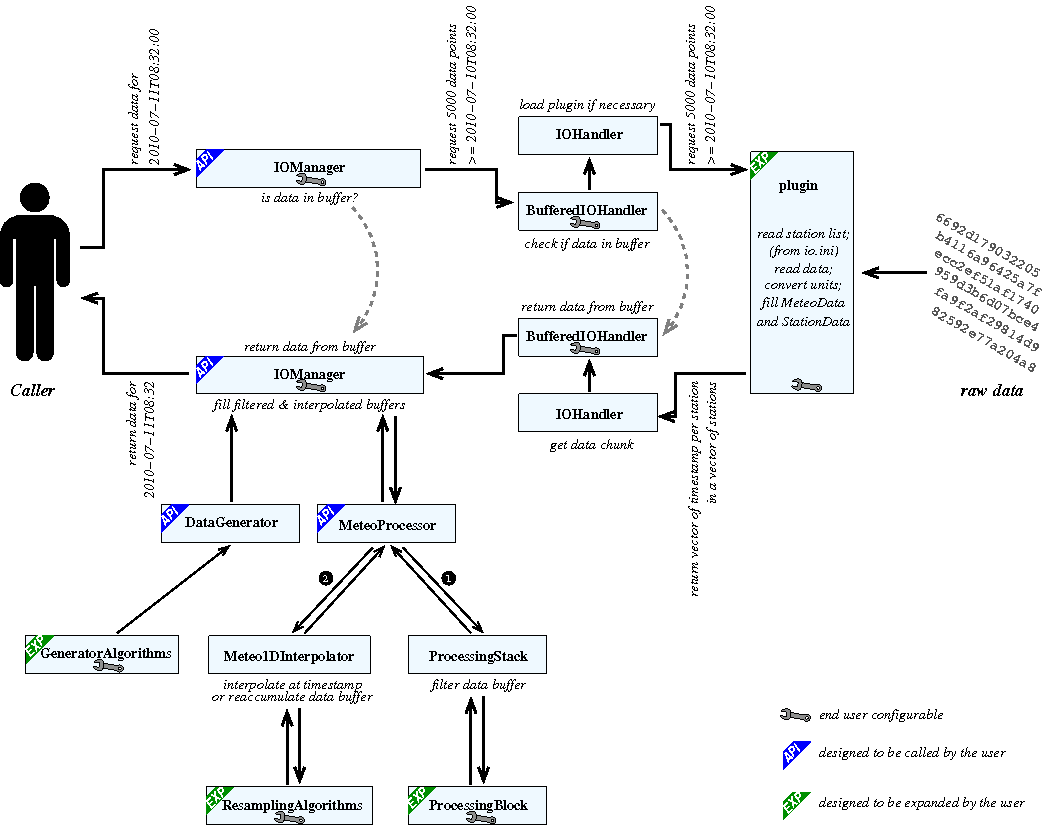 request data for
2010-07-11T08:32:00
request 5000 data points
>= 2010-07-10T08:32:00
request 5000 data points
>= 2010-07-10T08:32:00
load plugin if necessary
IOHandler
API
IOManager
is data in buffer?
BufferedIOHandler
check if data in buffer
EXP
plugin
read station list;
(from io.ini)
read data;
convert units;
fill MeteoData
and StationData
6692d179032205
b4116a96425a7f
ecc2ef51af1740
959d3b6d07bce4
fa9f2af29814d9
82592e77a204a8
raw data
Caller
return data from buffer
BufferedIOHandler
return data from buffer
API
IOManager
fill filtered & interpolated buffers
IOHandler
get data chunk
return data for
2010-07-11T08:32
return vector of timestamp per station
in a vector of stations
API
DataGenerator
API
MeteoProcessor
2
1
EXP
GeneratorAlgorithms
Meteo1DInterpolator
interpolate at timestamp
or reaccumulate data buffer
ProcessingStack
filter data buffer
EXP
ResamplingAlgorithms
EXP
ProcessingBlock
end user configurable
API
designed to be called by the user
EXP
designed to be expanded by the user